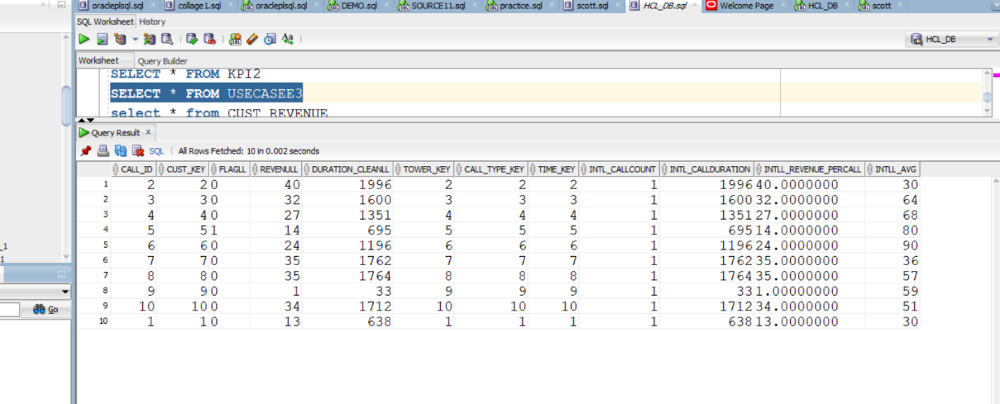 oracleplsql.sql collage1.sql oracleplsql.sql DEMO.sql SOURCE11.sql practice.sql scott.sql HCL_DB.sql Welcome Page HCL_DB scott
SQL Worksheet History
HCL_DB
Worksheet Query Builder
SELECT * FROM KPI2
SELECT * FROM USECASEE3
select * from CUST_REVENUE
Query Result x
SQL | All Rows Fetched: 10 in 0.002 seconds
CALL_ID CUST_KEY FLAGLL REVENULL DURATION_CLEANLL TOWER_KEY CALL_TYPE_KEY TIME_KEY INTL_CALLCOUNT INTL_CALLDURATION INTLL_REVENUE_PERCALL INTLL_AVG
1 2 2 0 40 1996 2 2 2 1 1996 40.0000000 30
2 3 3 0 32 1600 3 3 3 1 1600 32.0000000 64
3 4 4 0 27 1351 4 4 4 1 1351 27.0000000 68
4 5 5 1 14 695 5 5 5 1 695 14.0000000 80
5 6 6 0 24 1196 6 6 6 1 1196 24.0000000 90
6 7 7 0 35 1762 7 7 7 1 1762 35.0000000 36
7 8 8 0 35 1764 8 8 8 1 1764 35.0000000 57
8 9 9 0 1 33 9 9 9 1 33 1.00000000 59
9 10 10 0 34 1712 10 10 10 1 1712 34.0000000 51
10 1 1 0 13 638 1 1 1 1 638 13.0000000 30
_1
1
Go